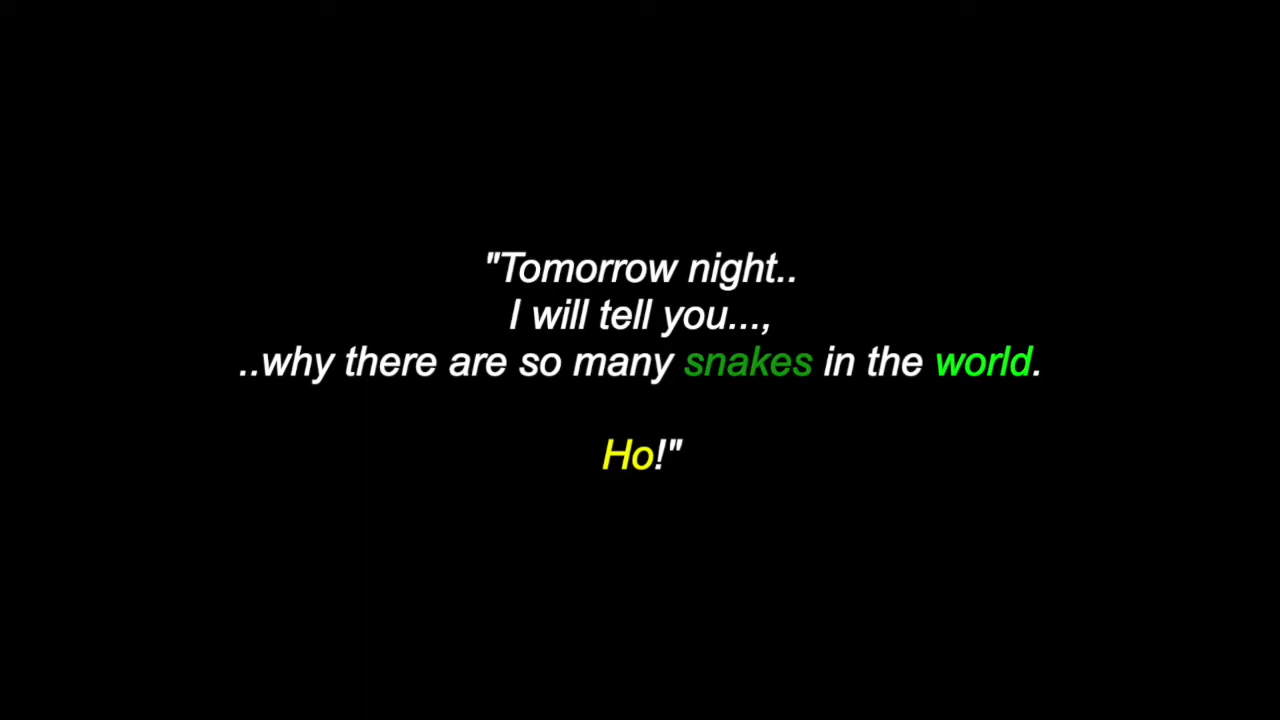 "Tomorrow night..
I will tell you...,
..why there are so many snakes in the world.
Ho!"